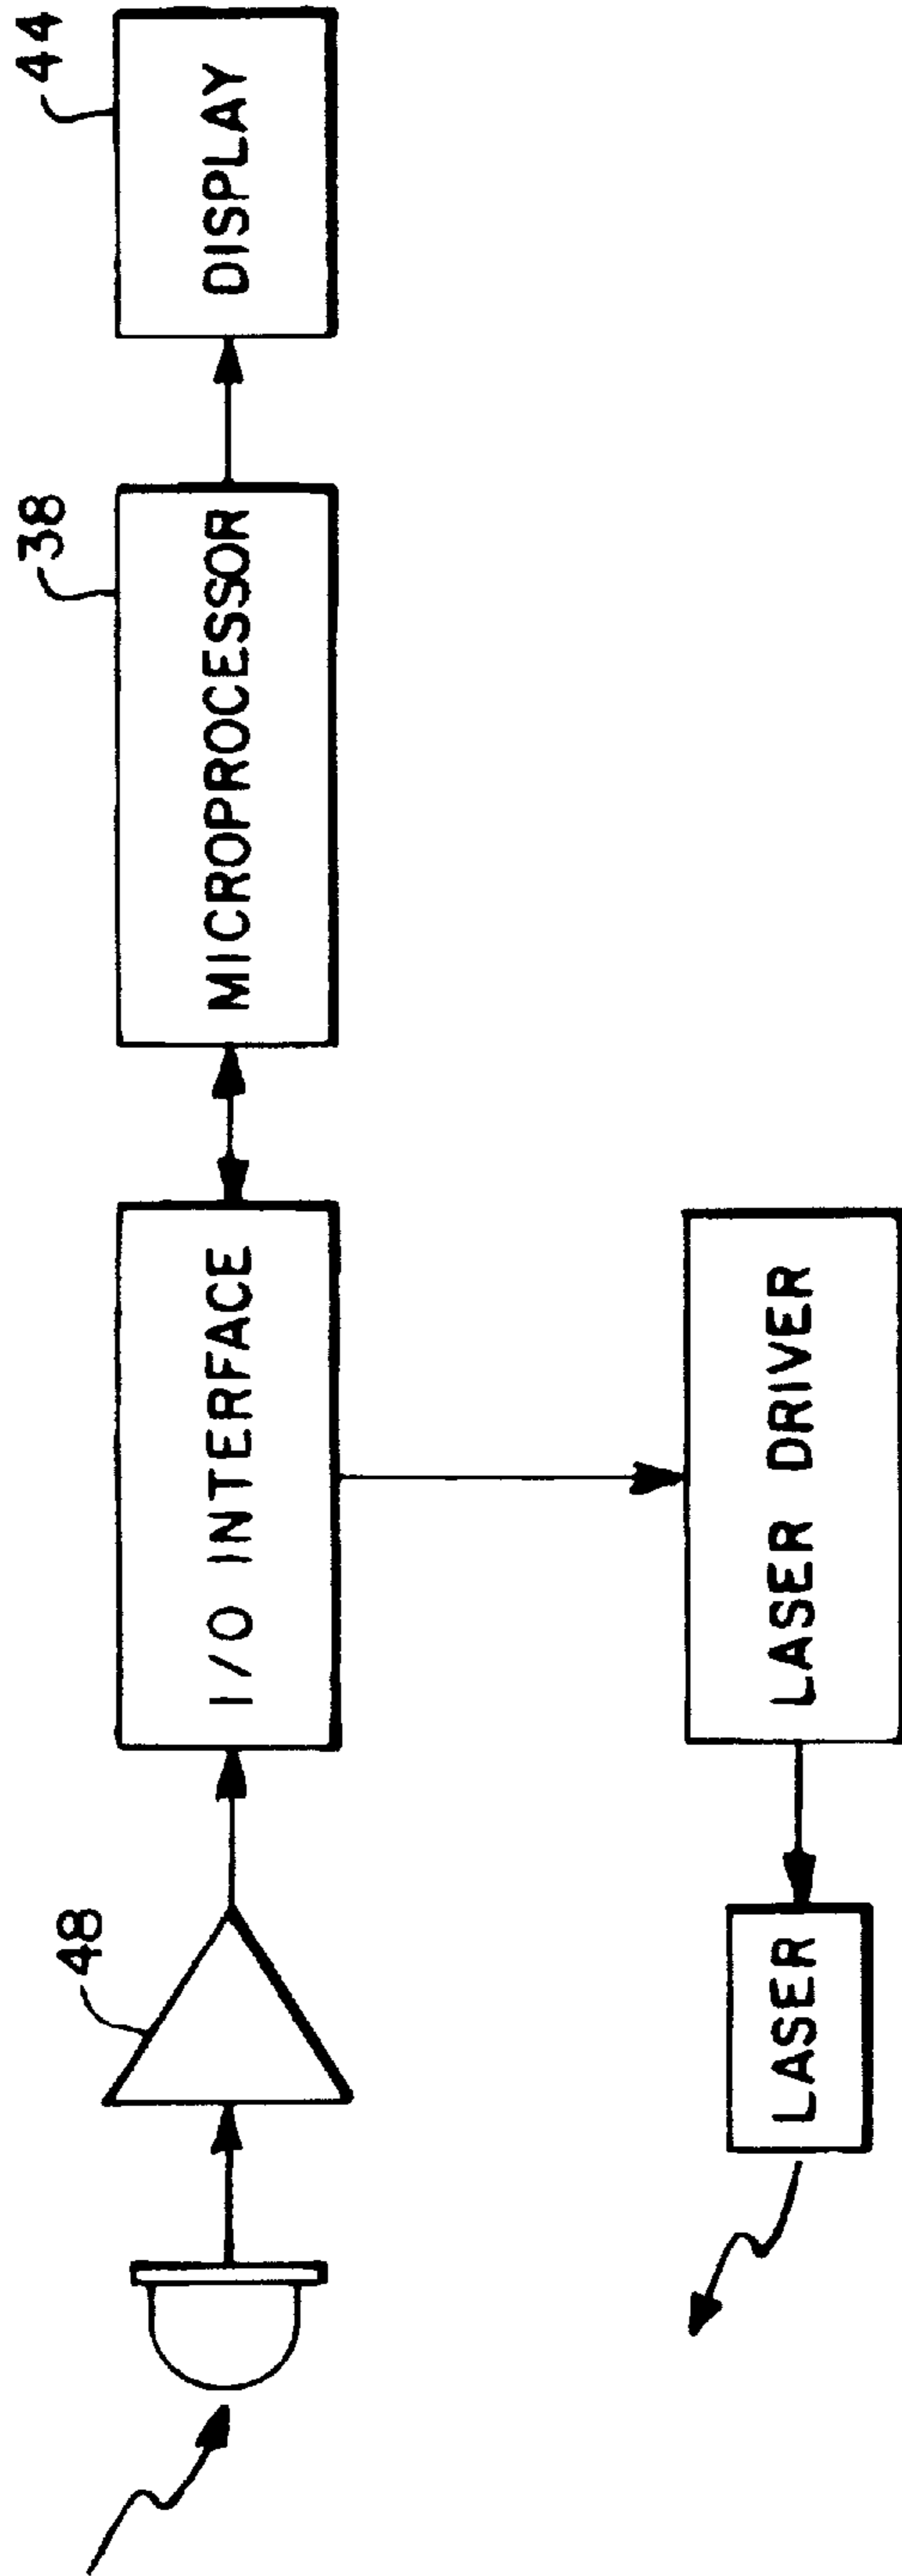 48
38
44
I/O INTERFACE
MICROPROCESSOR
DISPLAY
LASER
LASER DRIVER